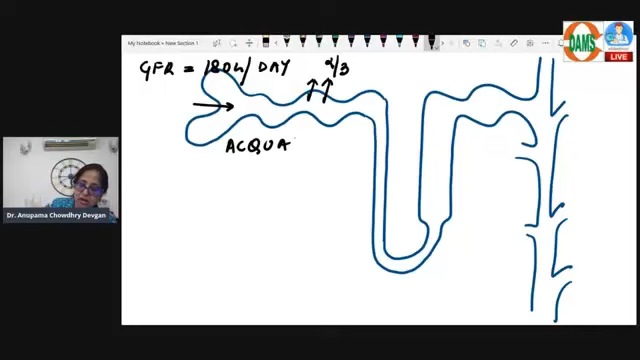 My Notebook > New Section 1
DAMS
LIVE
GFR = 180L/DAY 2/3
ACQUA
Dr. Anupama Chowdhry Devgan